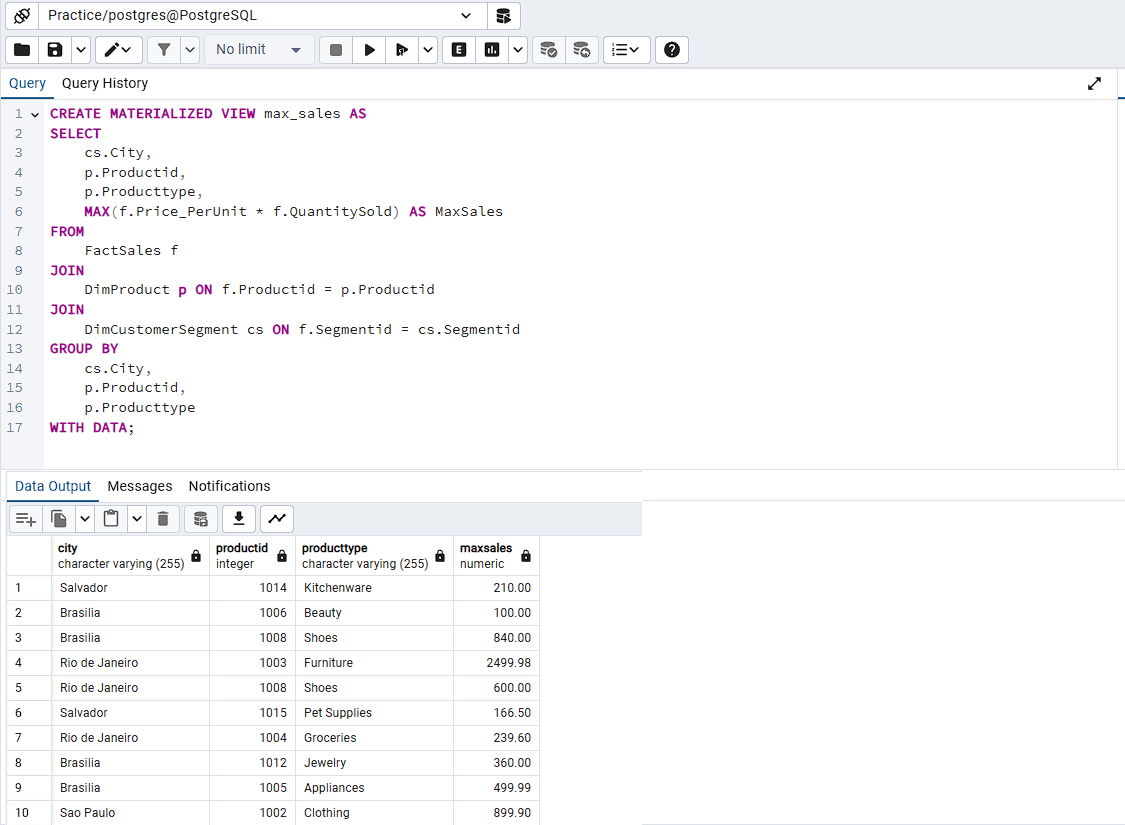 Practice/postgres@PostgreSQL
No limit
E
Query Query History
1 CREATE MATERIALIZED VIEW max_sales AS
2 SELECT
3 cs.City,
4 p.Productid,
5 p.Producttype,
6 MAX(f.Price_PerUnit * f.QuantitySold) AS MaxSales
7 FROM
8 FactSales f
9 JOIN
10 DimProduct p ON f.Productid = p.Productid
11 JOIN
12 DimCustomerSegment cs ON f.Segmentid = cs.Segmentid
13 GROUP BY
14 cs.City,
15 p.Productid,
16 p.Producttype
17 WITH DATA;
Data Output Messages Notifications
city productid producttype maxsales
character varying (255) integer character varying (255) numeric
1 Salvador 1014 Kitchenware 210.00
2 Brasilia 1006 Beauty 100.00
3 Brasilia 1008 Shoes 840.00
4 Rio de Janeiro 1003 Furniture 2499.98
5 Rio de Janeiro 1008 Shoes 600.00
6 Salvador 1015 Pet Supplies 166.50
7 Rio de Janeiro 1004 Groceries 239.60
8 Brasilia 1012 Jewelry 360.00
9 Brasilia 1005 Appliances 499.99
10 Sao Paulo 1002 Clothing 899.90